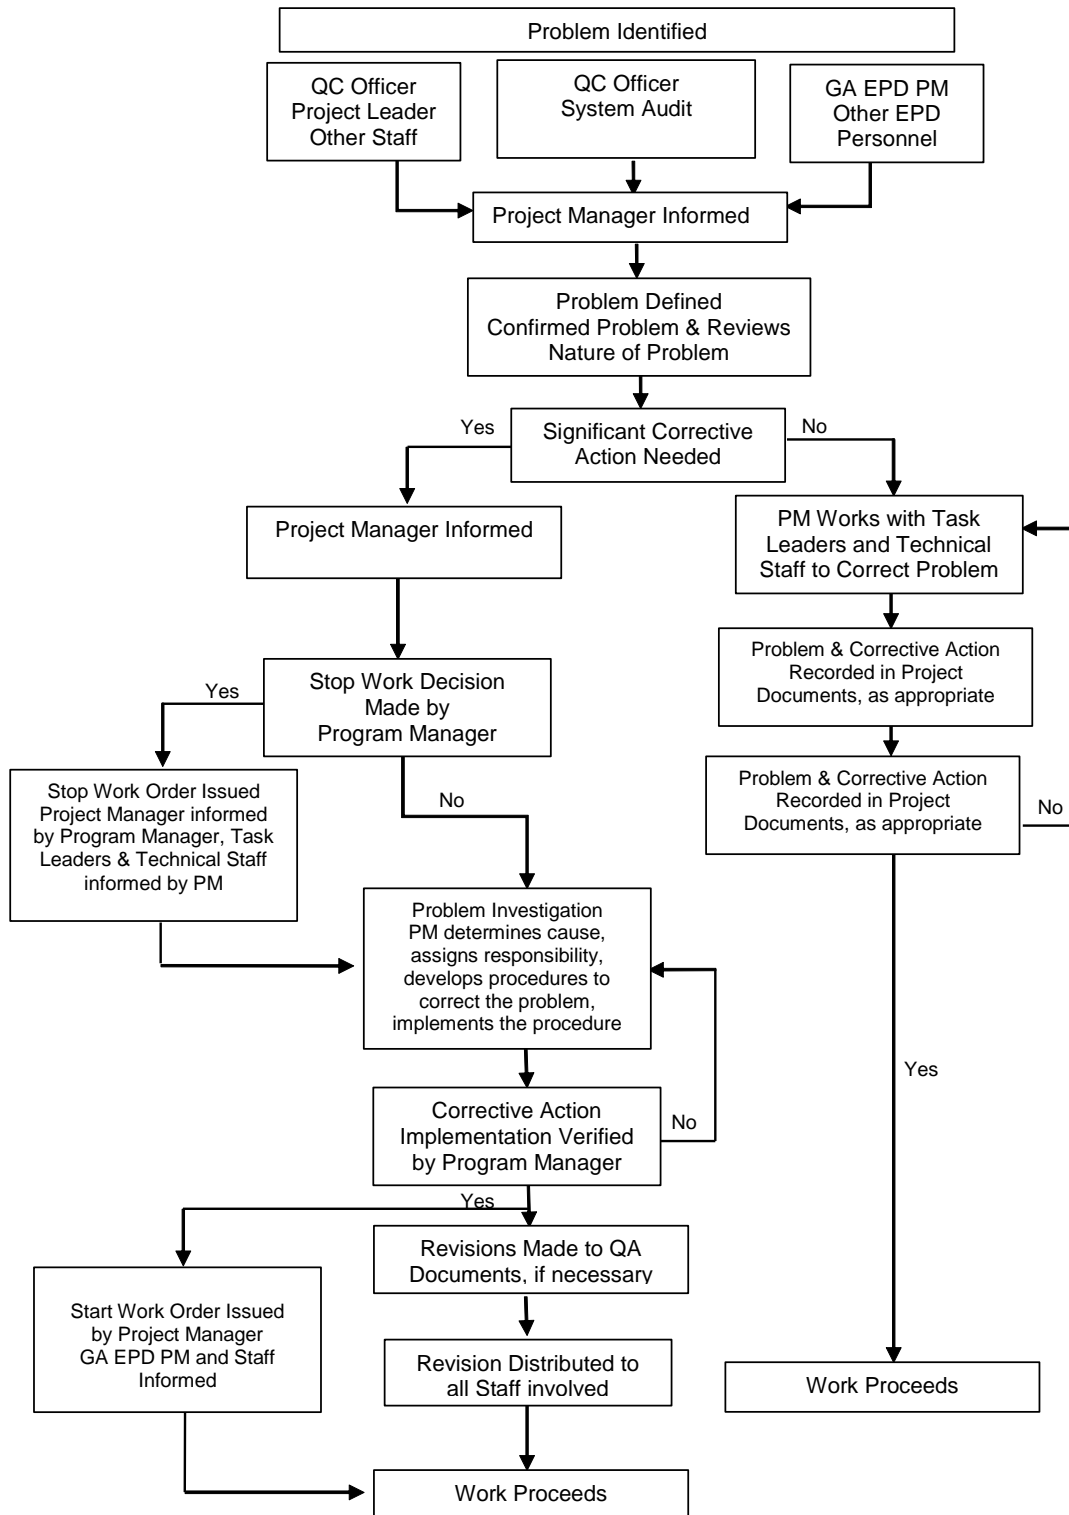 Problem Identified
QC Officer
Project Leader
Other Staff
QC Officer
System Audit
GA EPD PM
Other EPD
Personnel
Project Manager Informed
Problem Defined
Confirmed Problem & Reviews
Nature of Problem
Yes
Significant Corrective
Action Needed
No
Project Manager Informed
PM Works with Task
Leaders and Technical
Staff to Correct Problem
Problem & Corrective Action
Recorded in Project
Documents, as appropriate
Yes
Stop Work Decision
Made by
Program Manager
Stop Work Order Issued
Project Manager informed
by Program Manager, Task
Leaders & Technical Staff
informed by PM
No
Problem & Corrective Action
Recorded in Project
Documents, as appropriate
No
Problem Investigation
PM determines cause,
assigns responsibility,
develops procedures to
correct the problem,
implements the procedure
Yes
Corrective Action
Implementation Verified
by Program Manager
No
Yes
Revisions Made to QA
Documents, if necessary
Start Work Order Issued
by Project Manager
GA EPD PM and Staff
Informed
Revision Distributed to
all Staff involved
Work Proceeds
Work Proceeds